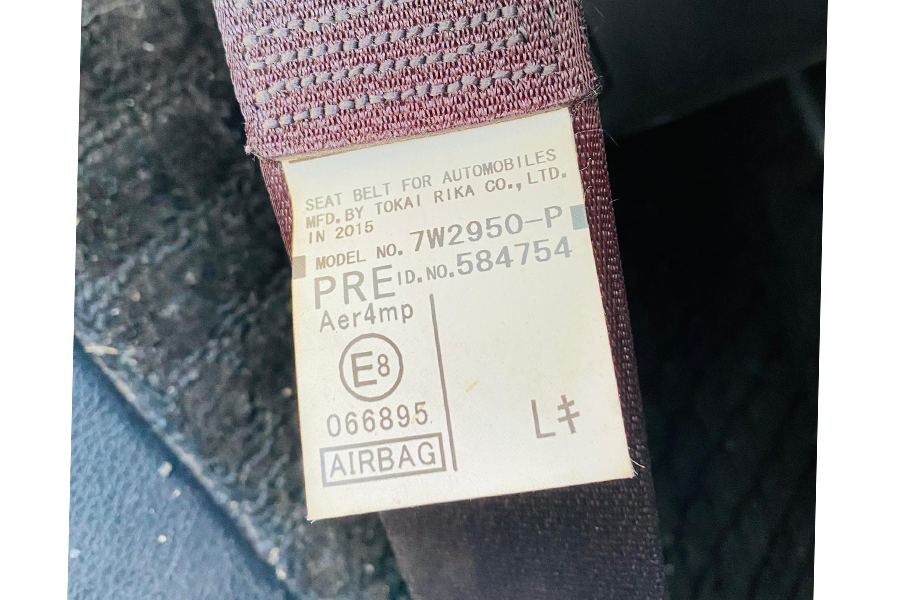 SEAT BELT FOR AUTOMOBILES
MFD. BY TOKAI RIKA CO., LTD.
IN 2015
MODEL NO. 7W2950-P
PRE ID. NO. 584754
Aer4mp
E8
066895
AIRBAG
Lキ